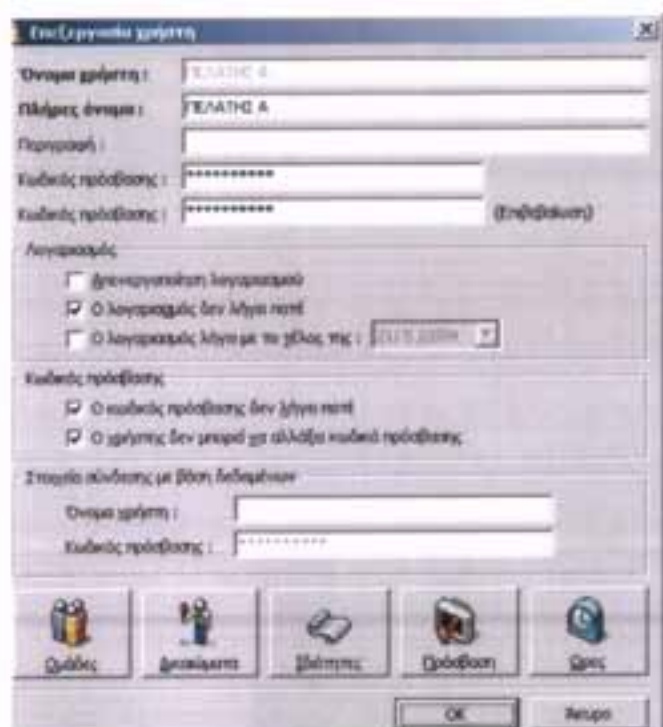 Επεξεργασία χρήστη
Όνομα χρήστη : ΠΕΛΑΤΗΣ Α
Πλήρες όνομα : ΠΕΛΑΤΗΣ Α
Περιγραφή :
Κωδικός πρόσβασης : **********
Κωδικός πρόσβασης : ********** (Επιβεβαίωση)
Λογαριασμός
Απενεργοποίηση λογαριασμού
Ο λογαριασμός δεν λήγει ποτέ
Ο λογαριασμός λήγει με το τέλος της :
Κωδικός πρόσβασης
Ο κωδικός πρόσβασης δεν λήγει ποτέ
Ο χρήστης δεν μπορεί να αλλάξει κωδικό πρόσβασης
Στοιχεία σύνδεσης με βάση δεδομένων
Όνομα χρήστη :
Κωδικός πρόσβασης : **********
Ομάδες Δικαιώματα Ιδιότητες Πρόσβαση Ώρες
OK Άκυρο